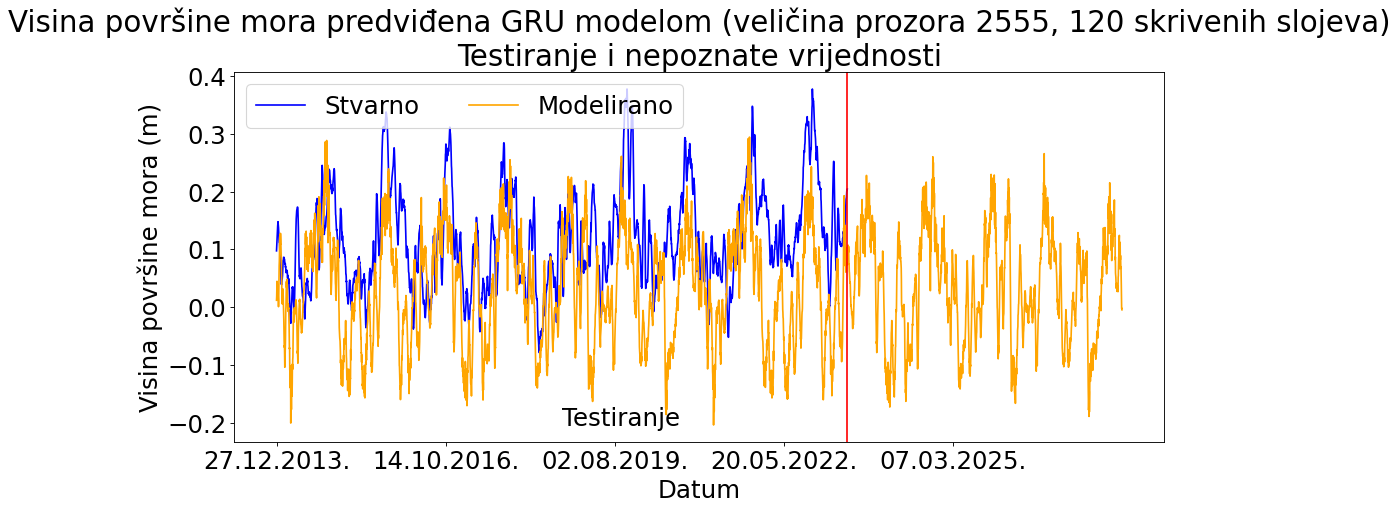 Visina površine mora predviđena GRU modelom (veličina prozora 2555, 120 skrivenih slojeva)
Testiranje i nepoznate vrijednosti
Stvarno Modelirano
Visina površine mora (m)
0.4
0.3
0.2
0.1
0.0
−0.1
−0.2
Testiranje
27.12.2013. 14.10.2016. 02.08.2019. 20.05.2022. 07.03.2025.
Datum